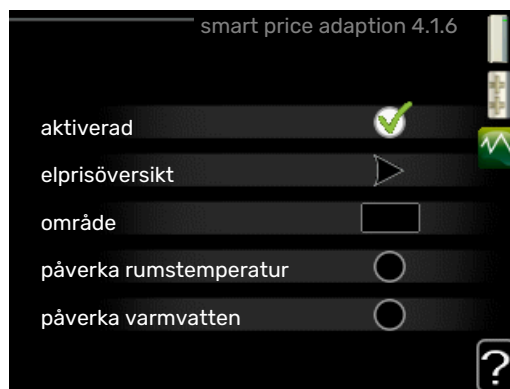 smart price adaption 4.1.6
aktiverad
elprisöversikt
område
påverka rumstemperatur
påverka varmvatten
?